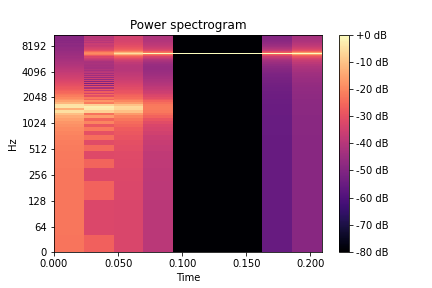 Power spectrogram
Hz
8192
4096
2048
1024
512
256
128
64
0
0.000 0.050 0.100 0.150 0.200
Time
+0 dB
-10 dB
-20 dB
-30 dB
-40 dB
-50 dB
-60 dB
-70 dB
-80 dB